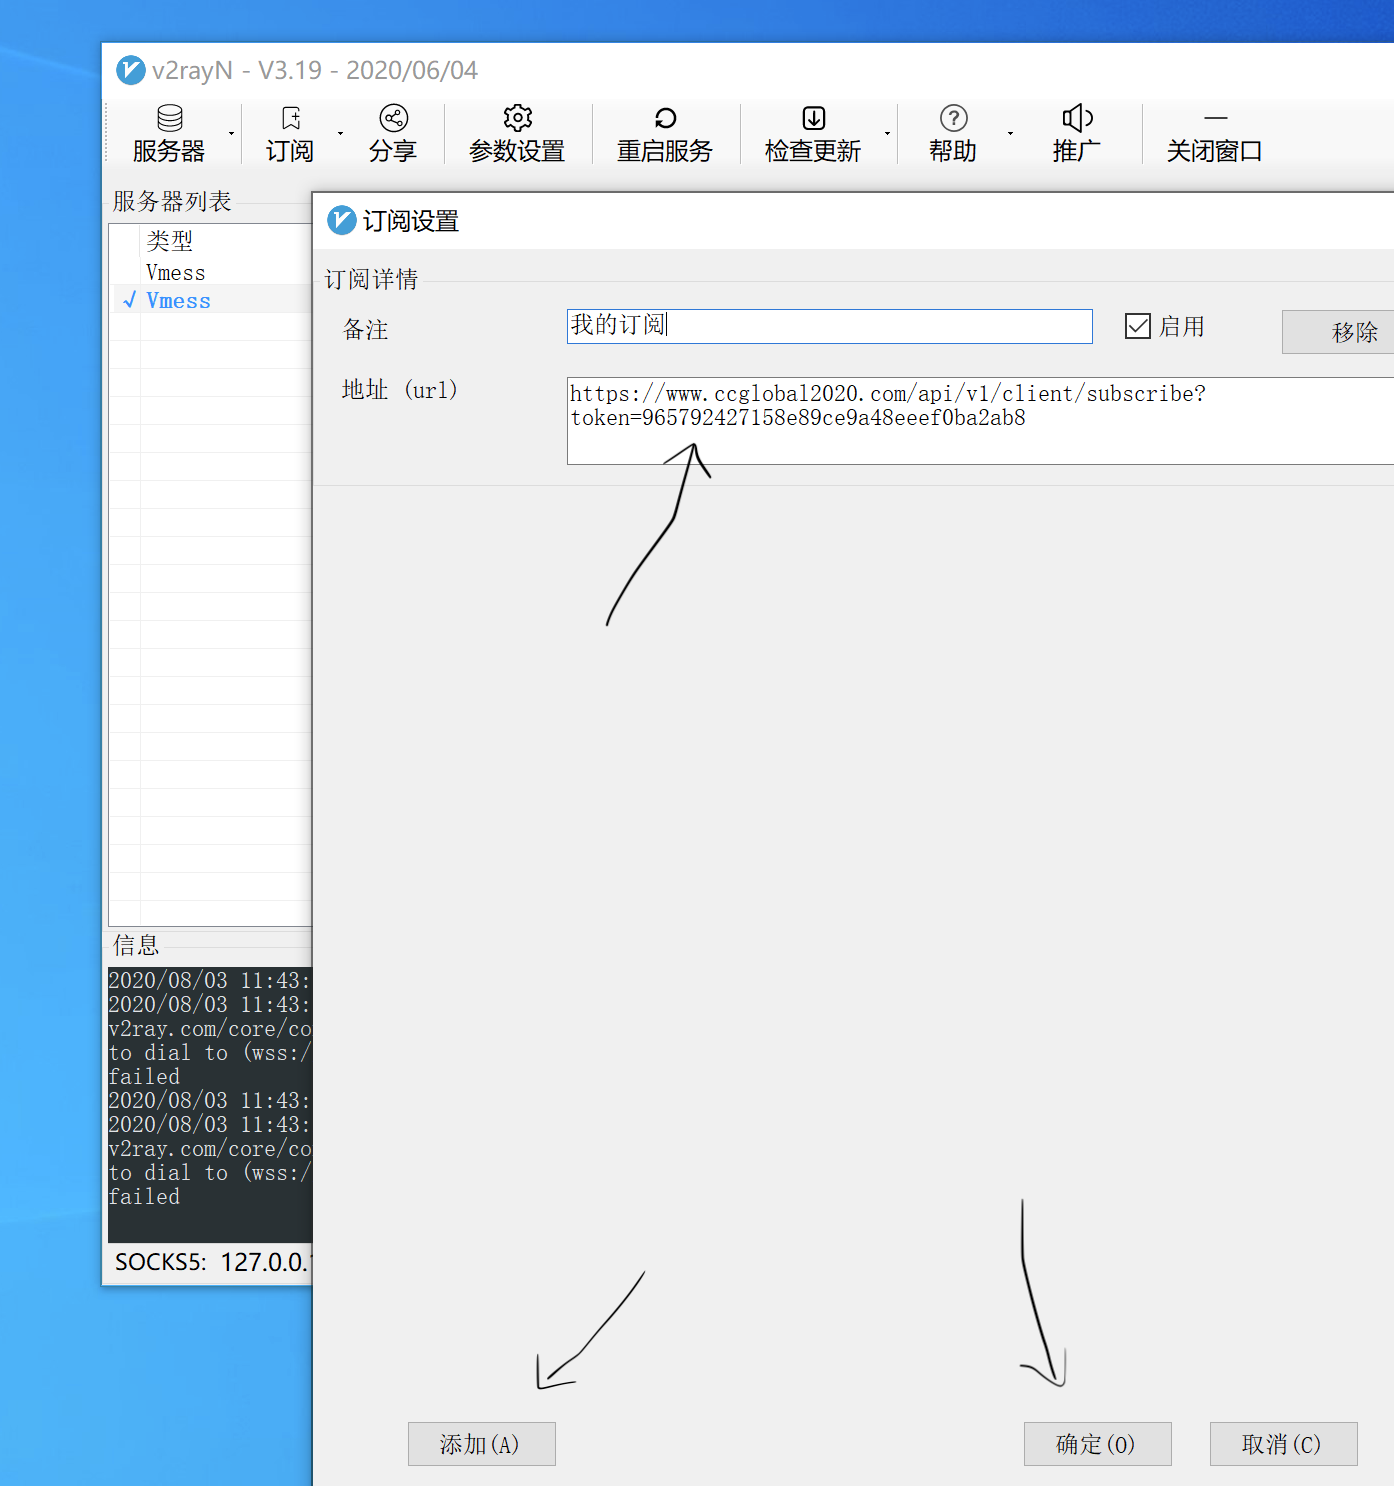 v2rayN - V3.19 - 2020/06/04
服务器 订阅 分享 参数设置 重启服务 检查更新 帮助 推广 关闭窗口
服务器列表
类型
Vmess
√ Vmess
订阅设置
订阅详情
备注 我的订阅 启用 移除
地址 (url) https://www.ccglobal2020.com/api/v1/client/subscribe?
token=965792427158e89ce9a48eeef0ba2ab8
信息
2020/08/03 11:43:
2020/08/03 11:43:
v2ray.com/core/co
to dial to (wss:/
failed
2020/08/03 11:43:
2020/08/03 11:43:
v2ray.com/core/co
to dial to (wss:/
failed
SOCKS5: 127.0.0.1
添加(A) 确定(O) 取消(C)